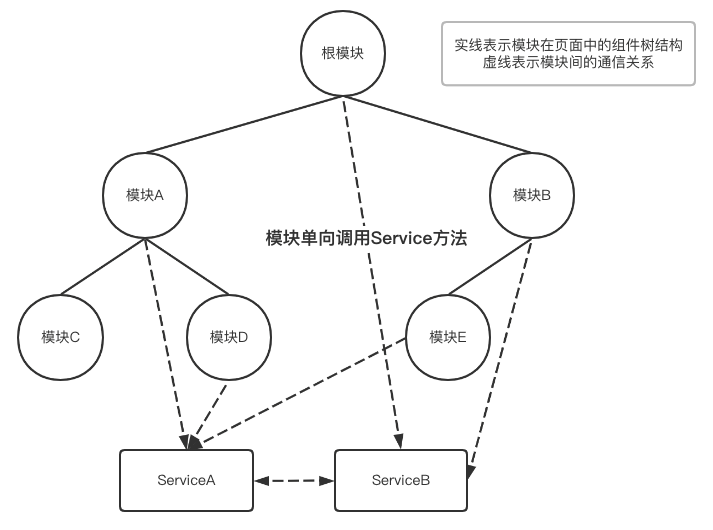 根模块
实线表示模块在页面中的组件树结构
虚线表示模块间的通信关系
模块A
模块B
模块单向调用Service方法
模块C
模块D
模块E
ServiceA
ServiceB